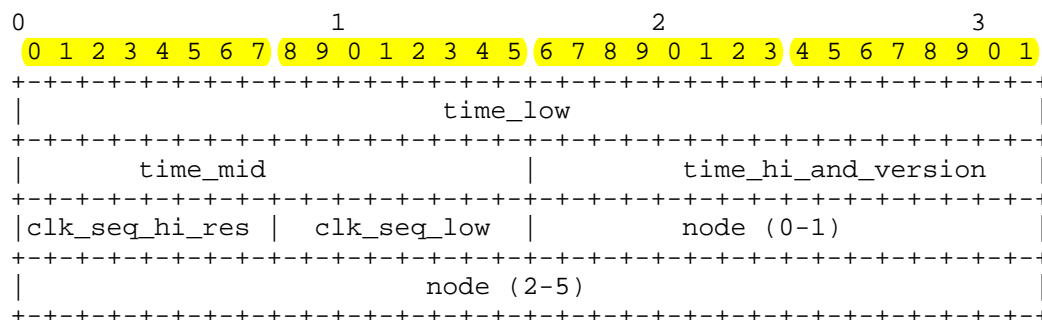 0                   1                   2                   3
 0 1 2 3 4 5 6 7 8 9 0 1 2 3 4 5 6 7 8 9 0 1 2 3 4 5 6 7 8 9 0 1
+-+-+-+-+-+-+-+-+-+-+-+-+-+-+-+-+-+-+-+-+-+-+-+-+-+-+-+-+-+-+-+-+
|                          time_low                             |
+-+-+-+-+-+-+-+-+-+-+-+-+-+-+-+-+-+-+-+-+-+-+-+-+-+-+-+-+-+-+-+-+
|       time_mid                |         time_hi_and_version   |
+-+-+-+-+-+-+-+-+-+-+-+-+-+-+-+-+-+-+-+-+-+-+-+-+-+-+-+-+-+-+-+-+
|clk_seq_hi_res |  clk_seq_low  |         node (0-1)            |
+-+-+-+-+-+-+-+-+-+-+-+-+-+-+-+-+-+-+-+-+-+-+-+-+-+-+-+-+-+-+-+-+
|                         node (2-5)                            |
+-+-+-+-+-+-+-+-+-+-+-+-+-+-+-+-+-+-+-+-+-+-+-+-+-+-+-+-+-+-+-+-+